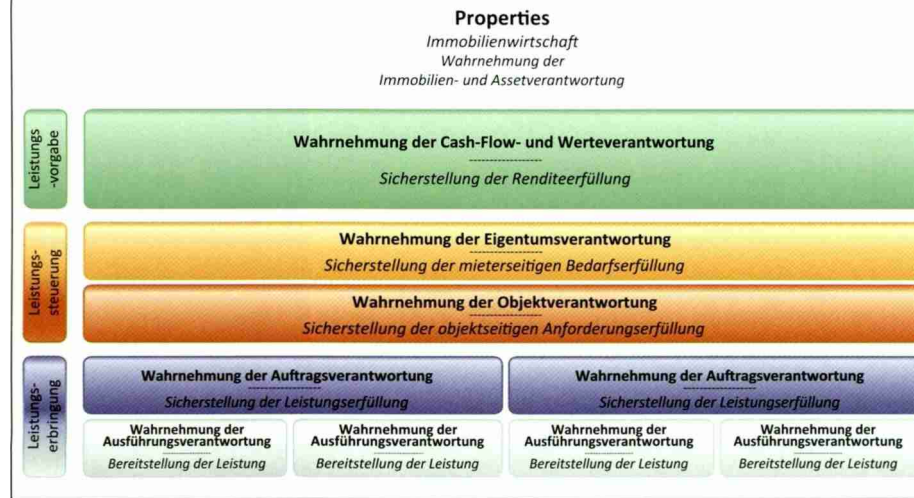 Properties
Immobilienwirtschaft
Wahrnehmung der
Immobilien- und Assetverantwortung
Leistungs
-vorgabe
Wahrnehmung der Cash-Flow- und Werteverantwortung
Sicherstellung der Renditeerfüllung
Leistungs-
steuerung
Wahrnehmung der Eigentumsverantwortung
Sicherstellung der mieterseitigen Bedarfserfüllung
Wahrnehmung der Objektverantwortung
Sicherstellung der objektseitigen Anforderungserfüllung
Leistungs-
erbringung
Wahrnehmung der Auftragsverantwortung
Sicherstellung der Leistungserfüllung
Wahrnehmung der Auftragsverantwortung
Sicherstellung der Leistungserfüllung
Wahrnehmung der
Ausführungsverantwortung
Bereitstellung der Leistung
Wahrnehmung der
Ausführungsverantwortung
Bereitstellung der Leistung
Wahrnehmung der
Ausführungsverantwortung
Bereitstellung der Leistung
Wahrnehmung der
Ausführungsverantwortung
Bereitstellung der Leistung